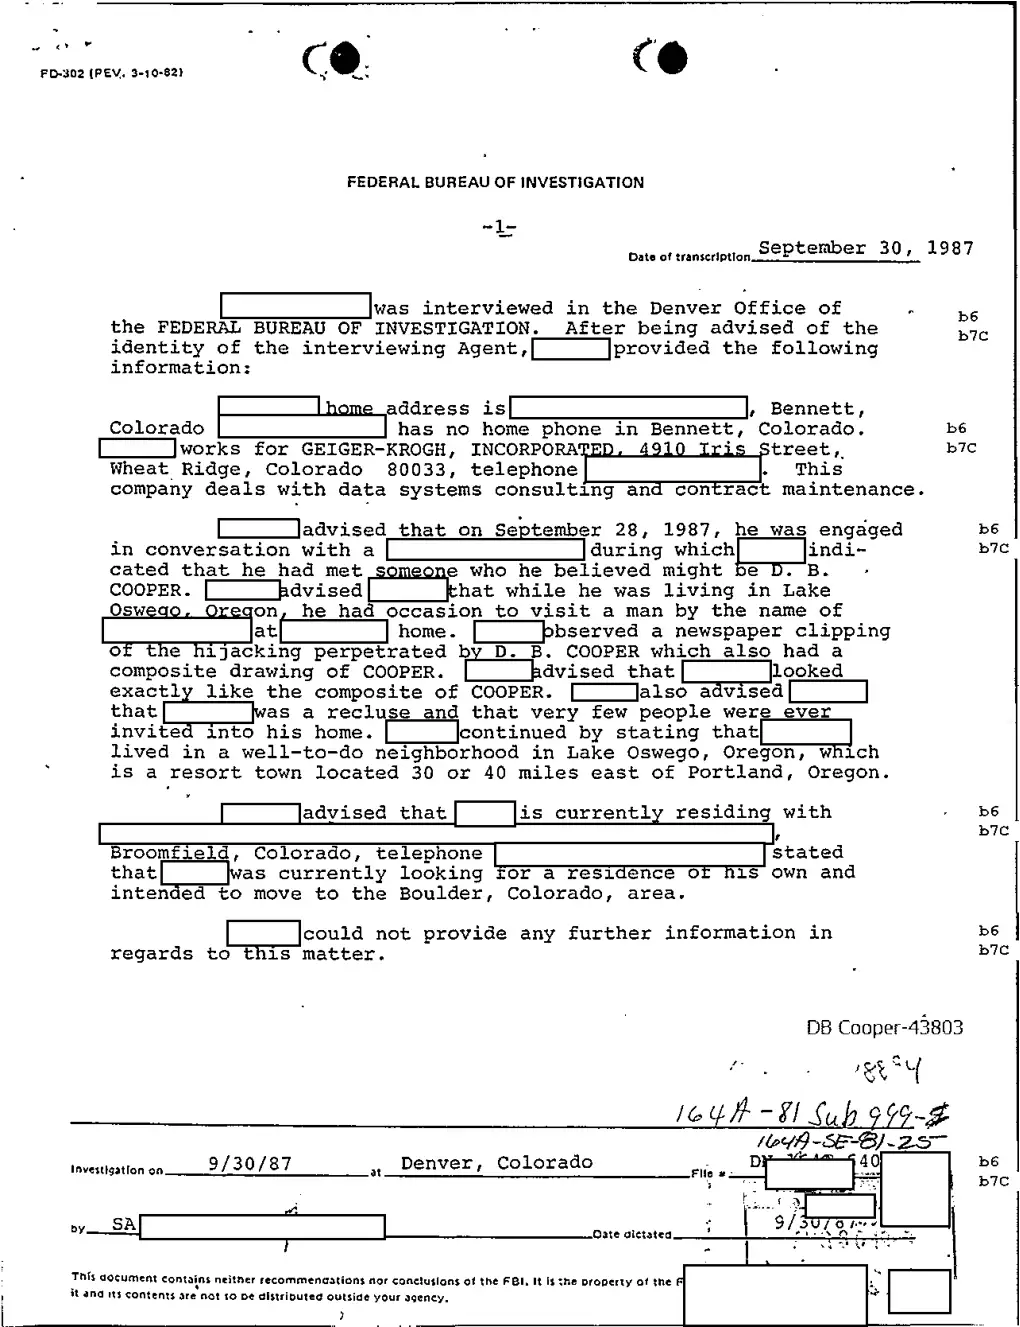 FD-302 (REV. 3-10-82)
FEDERAL BUREAU OF INVESTIGATION
-1-
Date of transcription September 30, 1987
was interviewed in the Denver Office of
the FEDERAL BUREAU OF INVESTIGATION. After being advised of the
identity of the interviewing Agent, provided the following
information:
b6
b7C
home address is , Bennett,
Colorado has no home phone in Bennett, Colorado.
works for GEIGER-KROGH, INCORPORATED, 4910 Iris Street,
Wheat Ridge, Colorado 80033, telephone . This
company deals with data systems consulting and contract maintenance.
b6
b7C
advised that on September 28, 1987, he was engaged
in conversation with a during which indi-
cated that he had met someone who he believed might be D. B.
COOPER. advised that while he was living in Lake
Oswego, Oregon, he had occasion to visit a man by the name of
at home. observed a newspaper clipping
of the hijacking perpetrated by D. B. COOPER which also had a
composite drawing of COOPER. advised that looked
exactly like the composite of COOPER. also advised
that was a recluse and that very few people were ever
invited into his home. continued by stating that
lived in a well-to-do neighborhood in Lake Oswego, Oregon, which
is a resort town located 30 or 40 miles east of Portland, Oregon.
b6
b7C
advised that is currently residing with
,
Broomfield, Colorado, telephone stated
that was currently looking for a residence of his own and
intended to move to the Boulder, Colorado, area.
b6
b7C
could not provide any further information in
regards to this matter.
b6
b7C
DB Cooper-43803
164A-81 Sub 999-
164A-SE-81-25
Investigation on 9/30/87 at Denver, Colorado File #
b6
b7C
by SA Date dictated 9/30/87
This document contains neither recommendations nor conclusions of the FBI. It is the property of the F
it and its contents are not to be distributed outside your agency.